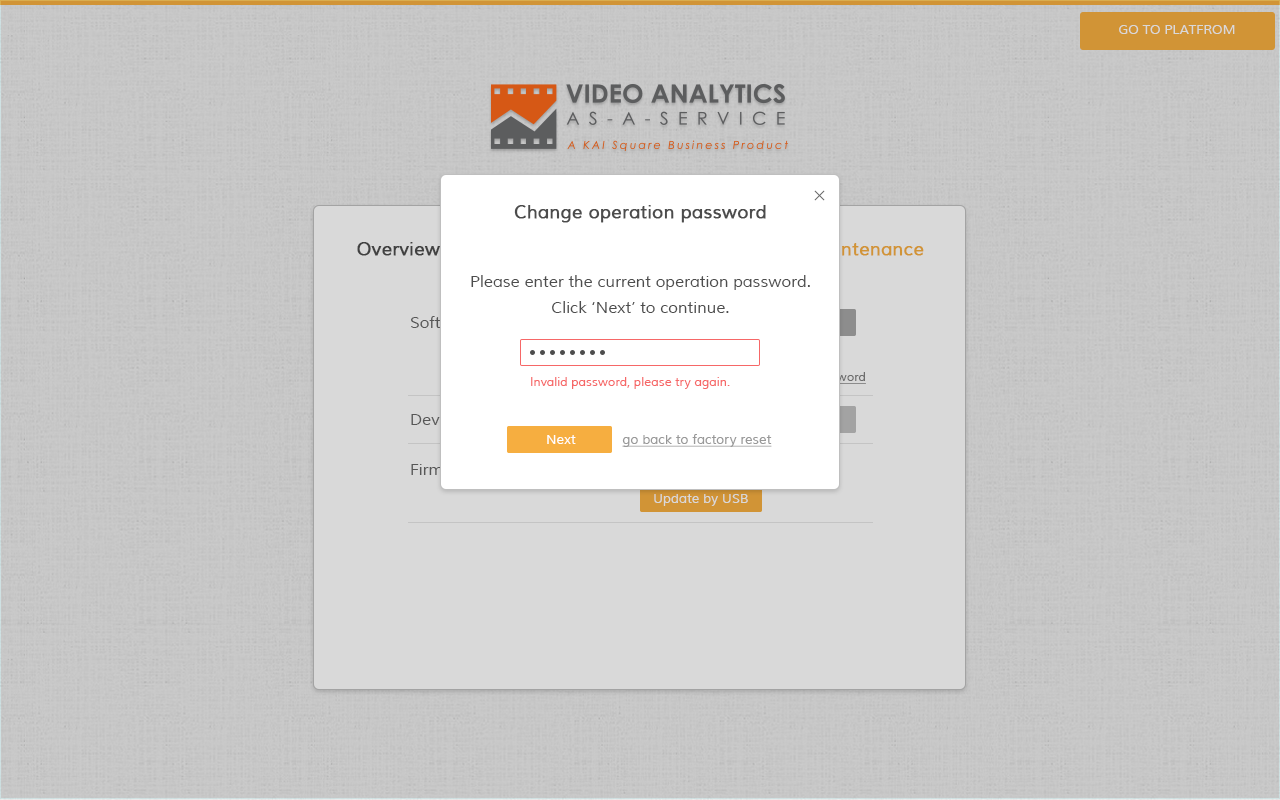 GO TO PLATFROM
VIDEO ANALYTICS
AS-A-SERVICE
A KAI Square Business Product
Change operation password
Overview
ntenance
Please enter the current operation password.
Click ‘Next’ to continue.
Soft
Invalid password, please try again.
word
Dev
Next
go back to factory reset
Firm
Update by USB